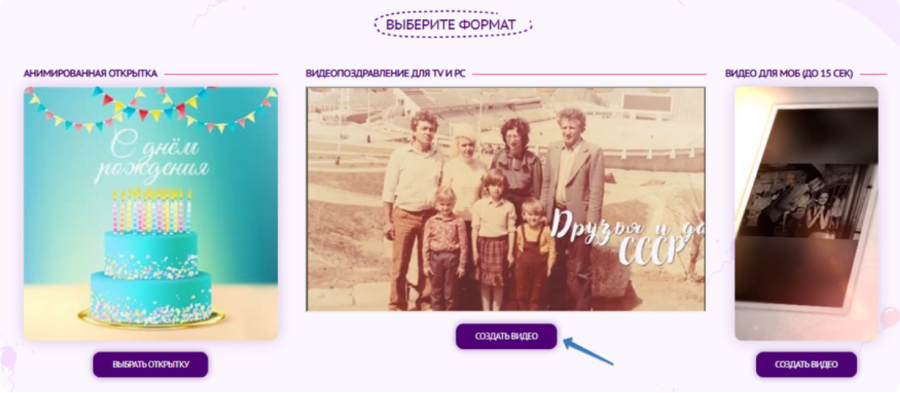 ВЫБЕРИТЕ ФОРМАТ
АНИМИРОВАННАЯ ОТКРЫТКА
ВИДЕОПОЗДРАВЛЕНИЕ ДЛЯ TV И PC
ВИДЕО ДЛЯ МОБ (ДО 15 СЕК)
С днём
рождения
Друзья и да
СССР
ВЫБРАТЬ ОТКРЫТКУ
СОЗДАТЬ ВИДЕО
СОЗДАТЬ ВИДЕО